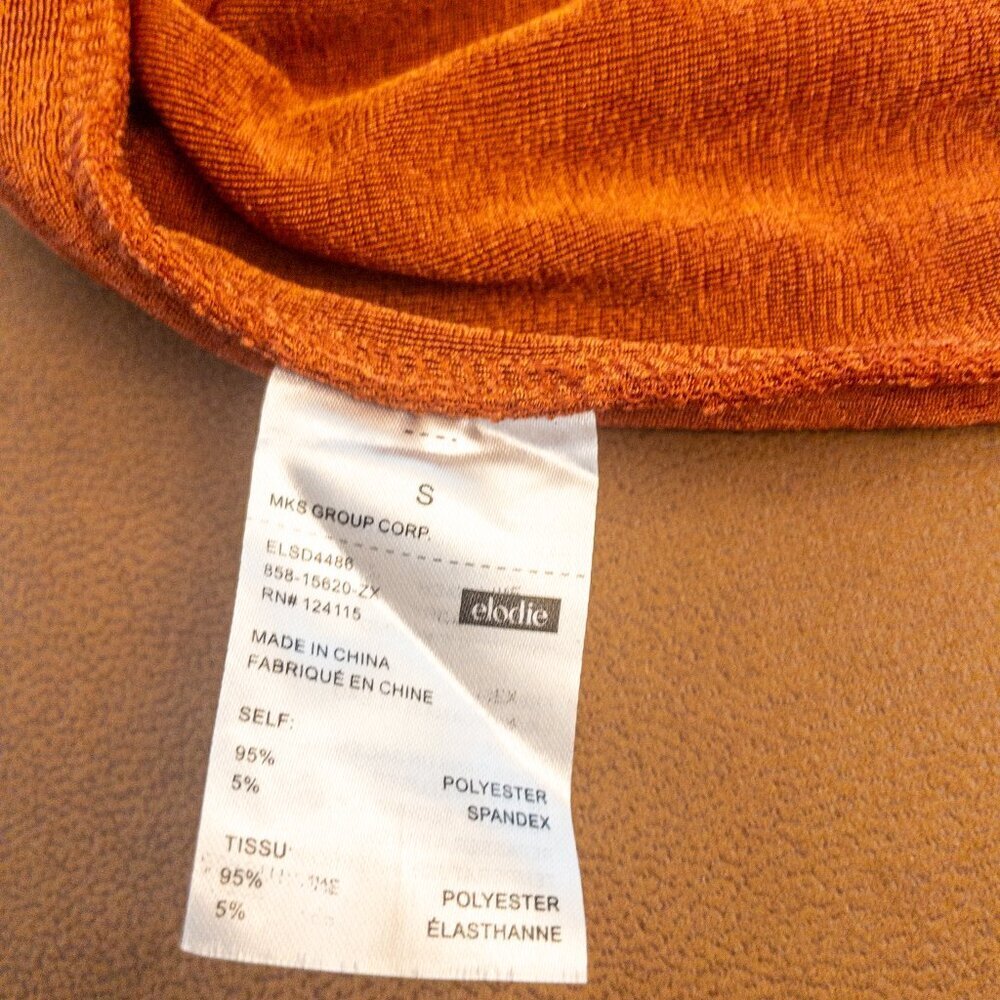 S
MKS GROUP CORP.
ELSD4486
858-15620-ZX
RN# 124115
elodie
MADE IN CHINA
FABRIQUÉ EN CHINE
SELF:
95% POLYESTER
5% SPANDEX
TISSU
95% POLYESTER
5% ÉLASTHANNE